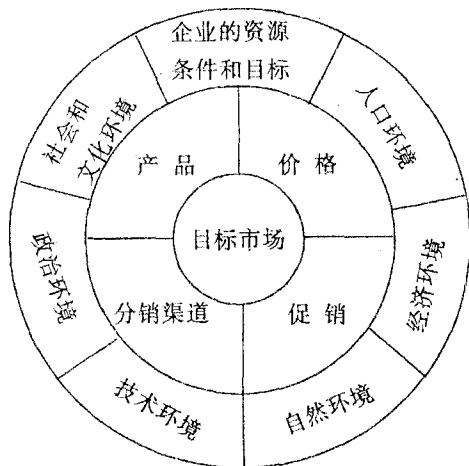 企业的资源
条件和目标
人口环境
经济环境
自然环境
技术环境
政治环境
社会和
文化环境
产品
价格
目标市场
分销渠道
促销